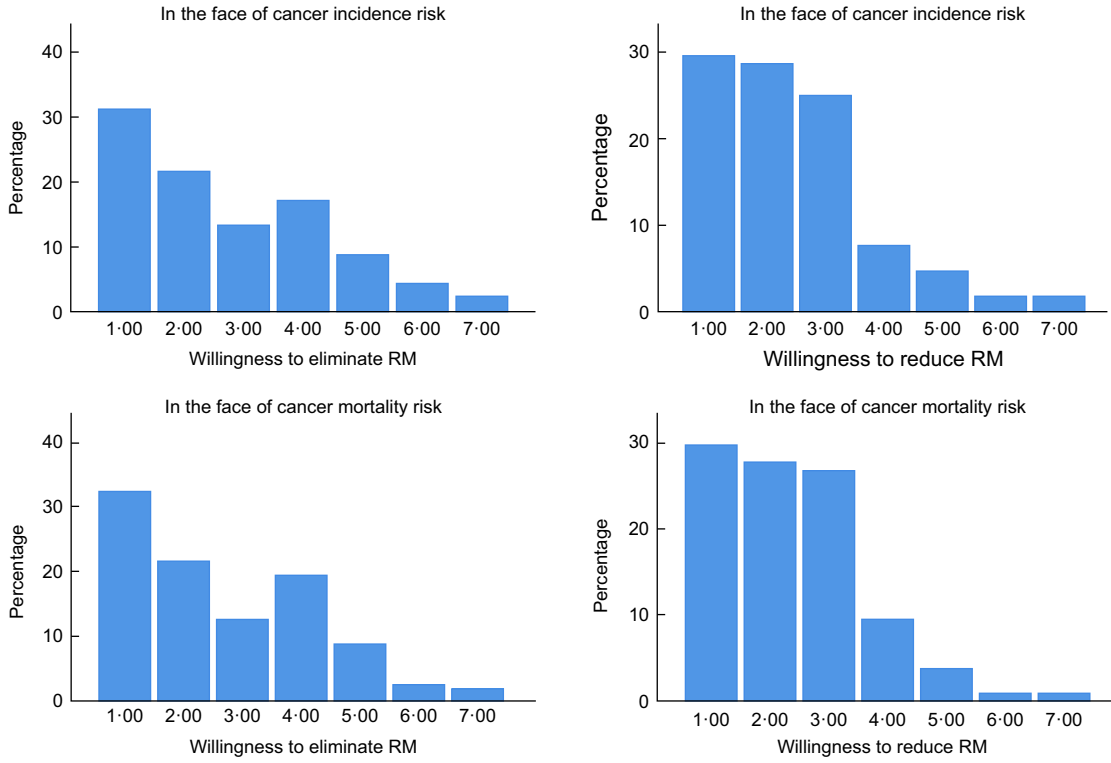 In the face of cancer incidence risk
40
30
20
10
0
Percentage
1·00 2·00 3·00 4·00 5·00 6·00 7·00
Willingness to eliminate RM
In the face of cancer incidence risk
30
20
10
0
Percentage
1·00 2·00 3·00 4·00 5·00 6·00 7·00
Willingness to reduce RM
In the face of cancer mortality risk
40
30
20
10
0
Percentage
1·00 2·00 3·00 4·00 5·00 6·00 7·00
Willingness to eliminate RM
In the face of cancer mortality risk
30
20
10
0
Percentage
1·00 2·00 3·00 4·00 5·00 6·00 7·00
Willingness to reduce RM